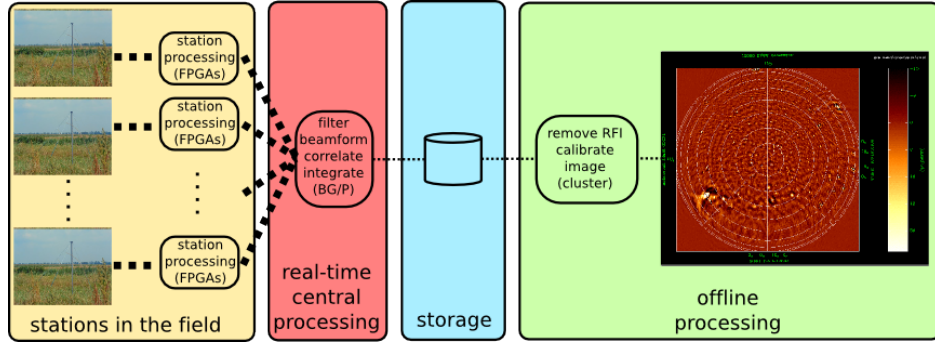 station
processing
(FPGAs)
station
processing
(FPGAs)
station
processing
(FPGAs)
stations in the field
filter
beamform
correlate
integrate
(BG/P)
real-time
central
processing
storage
remove RFI
calibrate
image
(cluster)
offline
processing